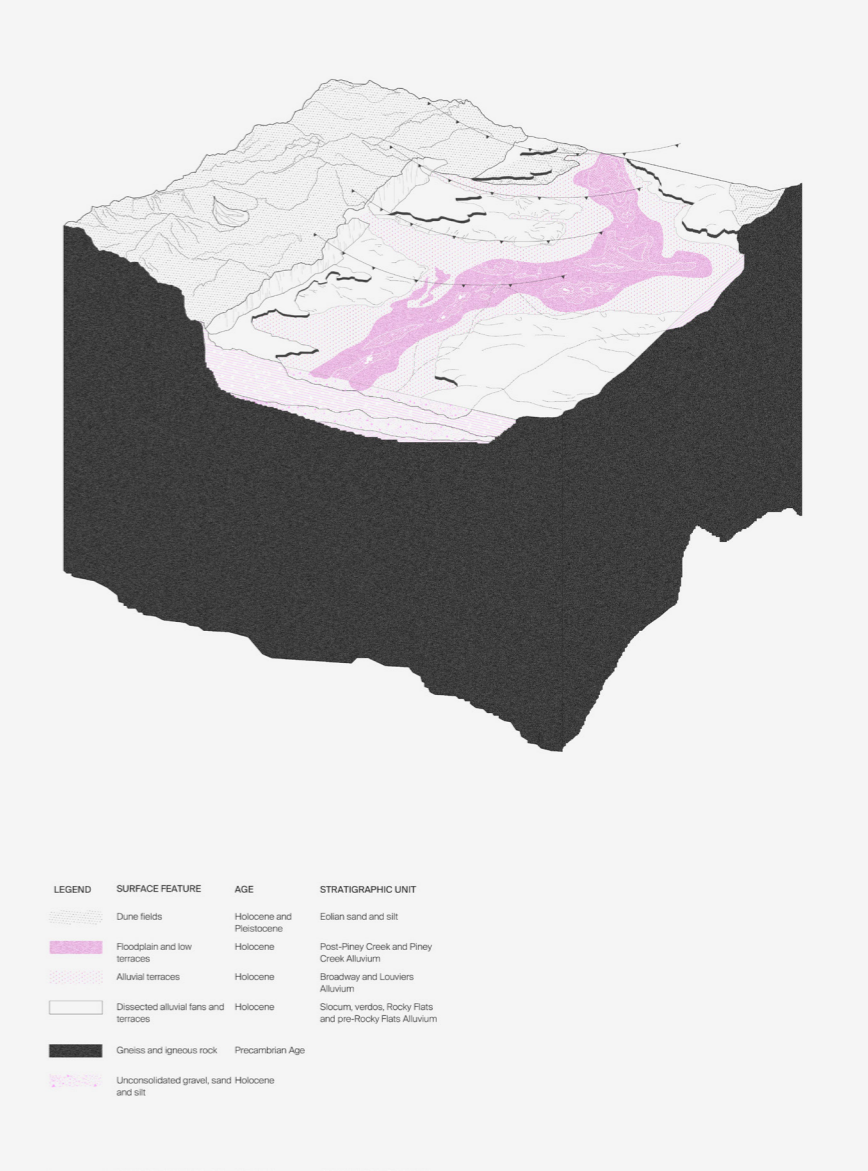 LEGEND SURFACE FEATURE AGE STRATIGRAPHIC UNIT
Dune fields Holocene and Eolian sand and silt
Pleistocene
Floodplain and low Holocene Post-Piney Creek and Piney
terraces Creek Alluvium
Alluvial terraces Holocene Broadway and Louviers
Alluvium
Dissected alluvial fans and Holocene Slocum, verdos, Rocky Flats
terraces and pre-Rocky Flats Alluvium
Gneiss and igneous rock Precambrian Age
Unconsolidated gravel, sand Holocene
and silt